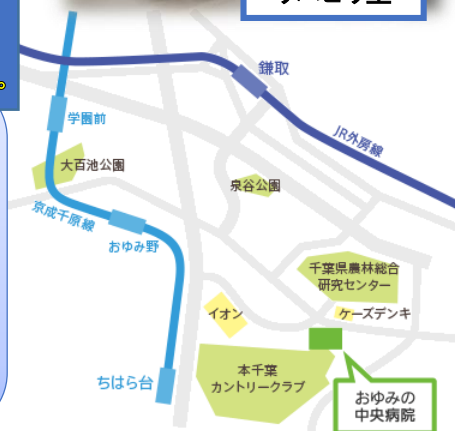 鎌取
学園前
JR外房線
大百池公園
泉谷公園
京成千原線
おゆみ野
千葉県農林総合
研究センター
イオン
ケーズデンキ
本千葉
カントリークラブ
ちはら台
おゆみの
中央病院